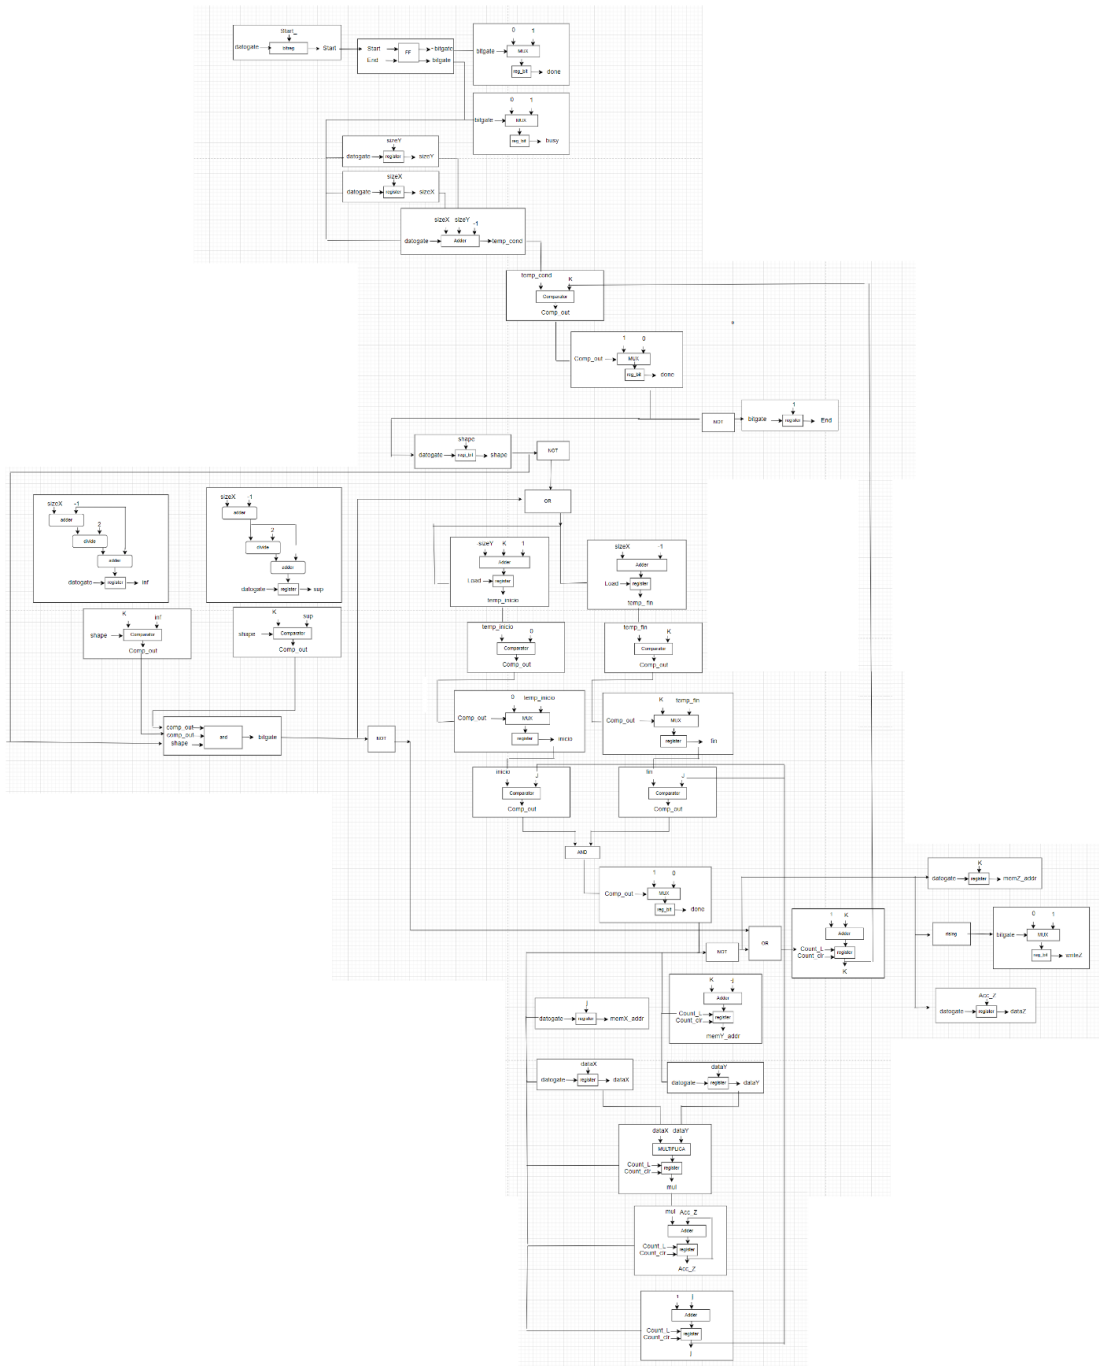 Start_
datogate bitreg Start
Start FF ~bitgate
End bitgate
0 1
bitgate MUX
reg_bit done
0 1
bitgate MUX
reg_bit busy
sizeY
datogate register sizeY
sizeX
datogate register sizeX
sizeX sizeY -1
datogate Adder temp_cond
temp_cond K
Comparator
Comp_out
1 0
Comp_out MUX
reg_bit done
NOT
1
bitgate register End
shape
datogate reg_bit shape
NOT
OR
sizeX -1
adder
2
divide
adder
datogate register inf
sizeX -1
adder
2
divide
adder
datogate register sup
sizeY K 1
Adder
Load register
temp_inicio
sizeX -1
Adder
Load register
temp_ fin
K inf
shape Comparator
Comp_out
K sup
shape Comparator
Comp_out
temp_inicio 0
Comparator
Comp_out
temp_fin K
Comparator
Comp_out
0 temp_inicio
Comp_out MUX
register inicio
K temp_fin
Comp_out MUX
register fin
comp_out
comp_out and bitgate
shape
NOT
inicio J
Comparator
Comp_out
fin J
Comparator
Comp_out
AND
1 0
Comp_out MUX
reg_bit done
NOT
OR
1 K
Adder
Count_L register
Count_clr
K
K
datogate register memZ_addr
0 1
bitgate MUX
reg_bit writeZ
Acc_Z
datogate register dataZ
K -j
Adder
Count_L register
Count_clr
memY_addr
j
datogate register memX_addr
dataX
datogate register dataX
dataY
datogate register dataY
dataX dataY
MULTIPLICA
Count_L register
Count_clr
mul
mul Acc_Z
Adder
Count_L register
Count_clr
Acc_Z
1 j
Adder
Count_L register
Count_clr
j